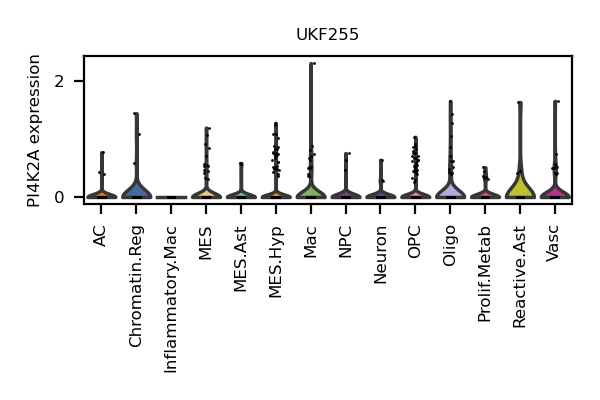 UKF255
PI4K2A expression
2
0
AC
Chromatin.Reg
Inflammatory.Mac
MES
MES.Ast
MES.Hyp
Mac
NPC
Neuron
OPC
Oligo
Prolif.Metab
Reactive.Ast
Vasc